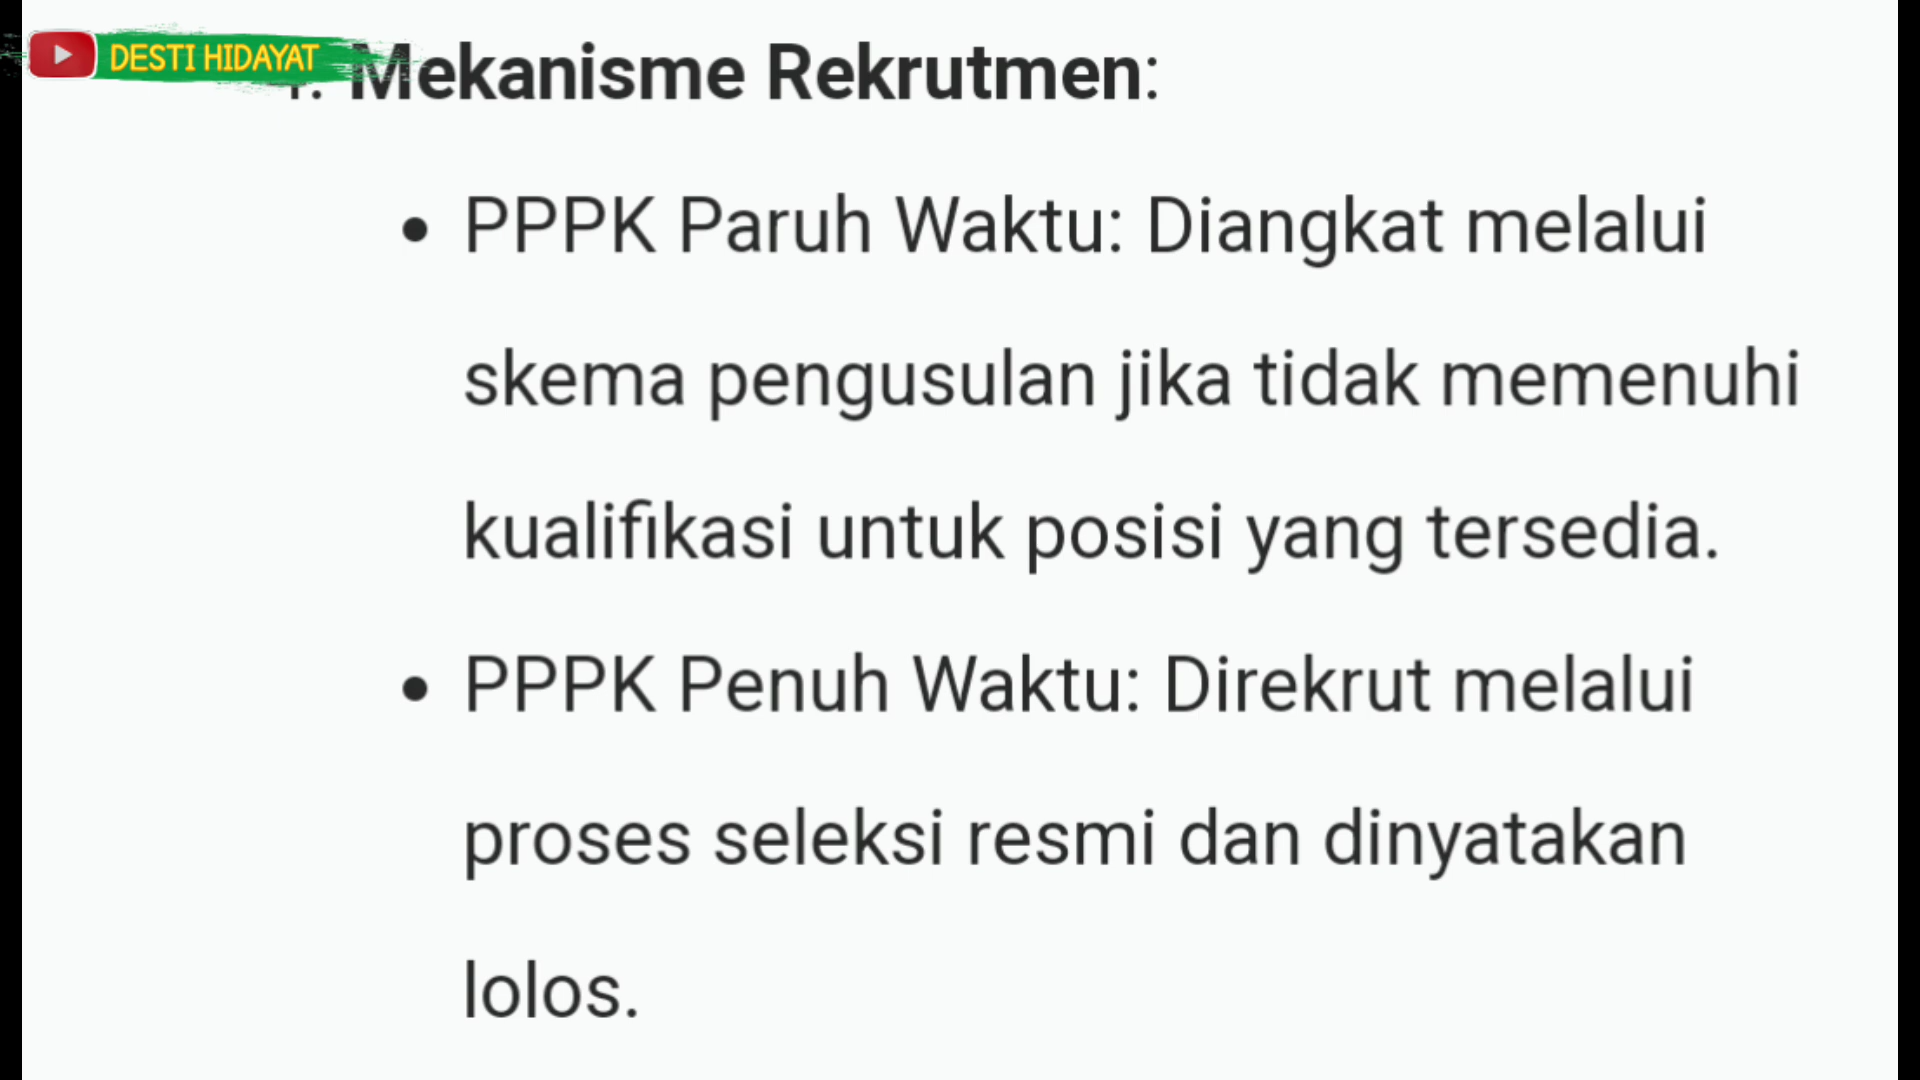 DESTI HIDAYAT
Mekanisme Rekrutmen:
• PPPK Paruh Waktu: Diangkat melalui
skema pengusulan jika tidak memenuhi
kualifikasi untuk posisi yang tersedia.
• PPPK Penuh Waktu: Direkrut melalui
proses seleksi resmi dan dinyatakan
lolos.